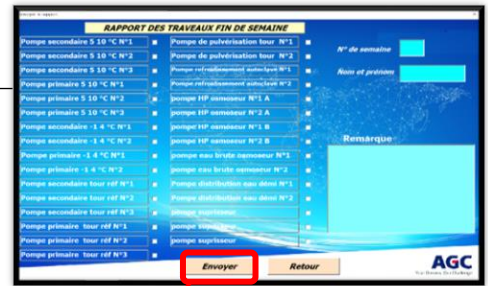 RAPPORT DES TRAVEAUX FIN DE SEMAINE
Pompe secondaire 5 10 °C N°1
Pompe secondaire 5 10 °C N°2
Pompe secondaire 5 10 °C N°3
Pompe primaire 5 10 °C N°1
Pompe primaire 5 10 °C N°2
Pompe primaire 5 10 °C N°3
Pompe secondaire -1 4 °C N°1
Pompe secondaire -1 4 °C N°2
Pompe primaire -1 4 °C N°1
Pompe primaire -1 4 °C N°2
Pompe secondaire tour réf N°1
Pompe secondaire tour réf N°2
Pompe secondaire tour réf N°3
Pompe primaire tour réf N°1
Pompe primaire tour réf N°2
Pompe primaire tour réf N°3
Pompe de pulvérisation tour N°1
Pompe de pulvérisation tour N°2
Pompe refroidissement autoclave N°1
Pompe refroidissement autoclave N°2
pompe HP osmoseur N°1 A
pompe HP osmoseur N°2 A
pompe HP osmoseur N°1 B
pompe HP osmoseur N°2 B
pompe eau brute osmoseur N°1
pompe eau brute osmoseur N°2
Pompe distribution eau démi N°1
Pompe distribution eau démi N°2
pompe supriseur
pompe supriseur
pompe supriseur
N° de semaine
Nom et prénom
Remarque
Envoyer
Retour
AGC